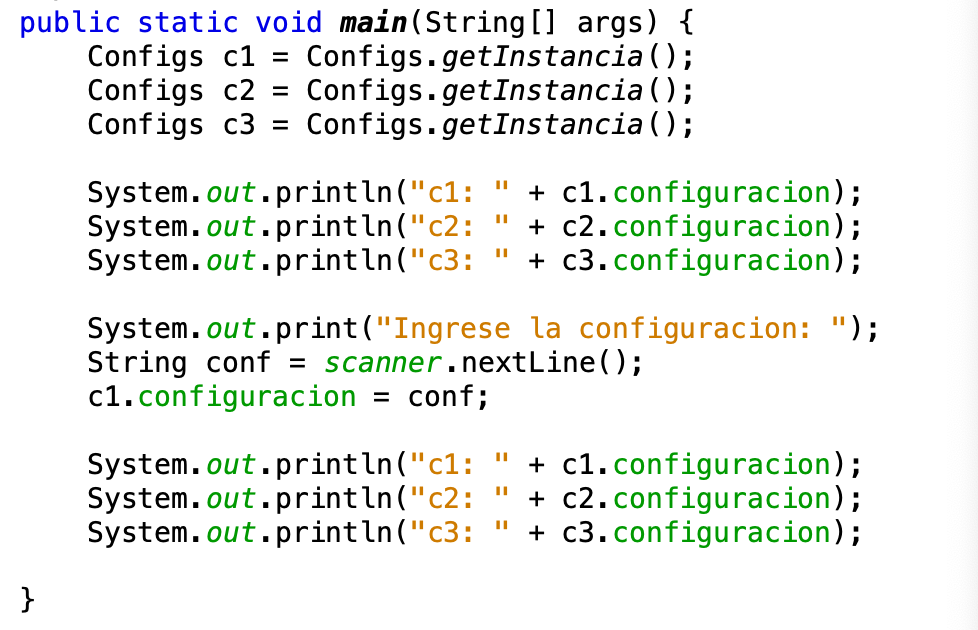 public static void main(String[] args) {
    Configs c1 = Configs.getInstancia();
    Configs c2 = Configs.getInstancia();
    Configs c3 = Configs.getInstancia();

    System.out.println("c1: " + c1.configuracion);
    System.out.println("c2: " + c2.configuracion);
    System.out.println("c3: " + c3.configuracion);

    System.out.print("Ingrese la configuracion: ");
    String conf = scanner.nextLine();
    c1.configuracion = conf;

    System.out.println("c1: " + c1.configuracion);
    System.out.println("c2: " + c2.configuracion);
    System.out.println("c3: " + c3.configuracion);

}